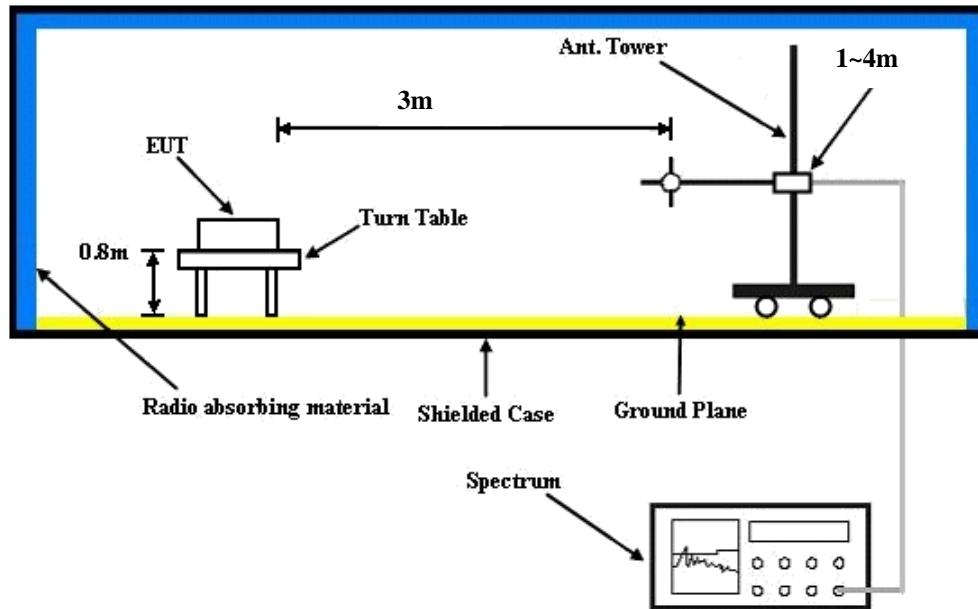 Ant. Tower
1~4m
3m
EUT
Turn Table
0.8m
Radio absorbing material
Shielded Case
Ground Plane
Spectrum